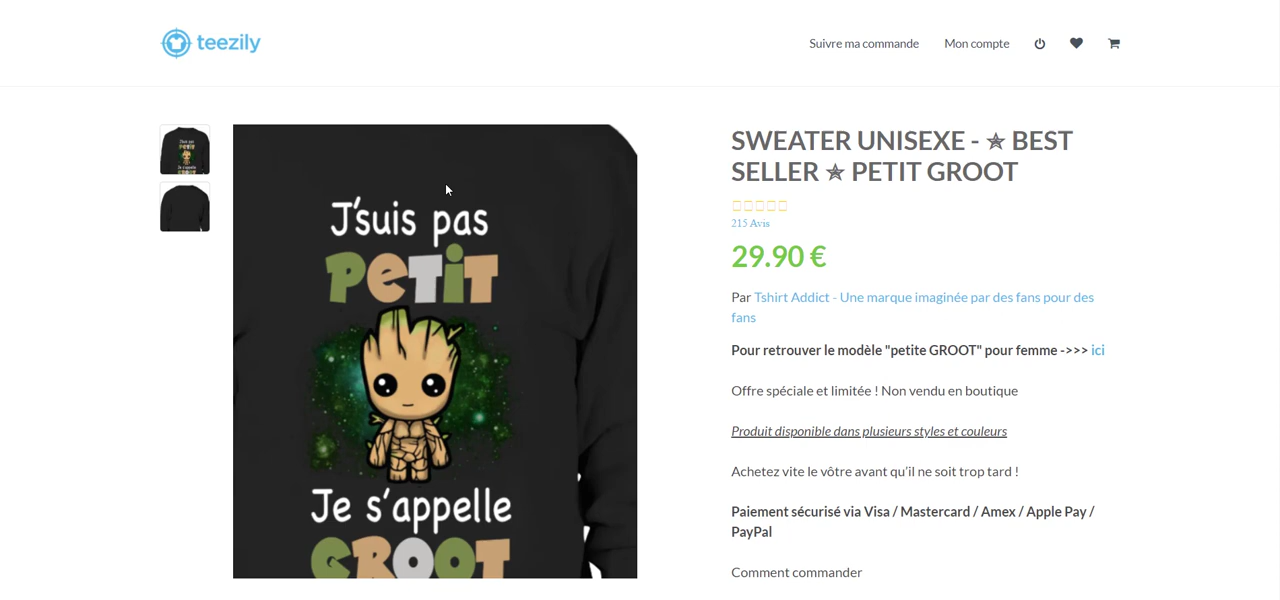 teezily
Suivre ma commande
Mon compte
J'suis pas
PETIT
Je s'appelle
GROOT
SWEATER UNISEXE - ✯ BEST
SELLER ✯ PETIT GROOT
215 Avis
29.90 €
Par Tshirt Addict - Une marque imaginée par des fans pour des
fans
Pour retrouver le modèle "petite GROOT" pour femme ->>> ici
Offre spéciale et limitée ! Non vendu en boutique
Produit disponible dans plusieurs styles et couleurs
Achetez vite le vôtre avant qu'il ne soit trop tard !
Paiement sécurisé via Visa / Mastercard / Amex / Apple Pay /
PayPal
Comment commander